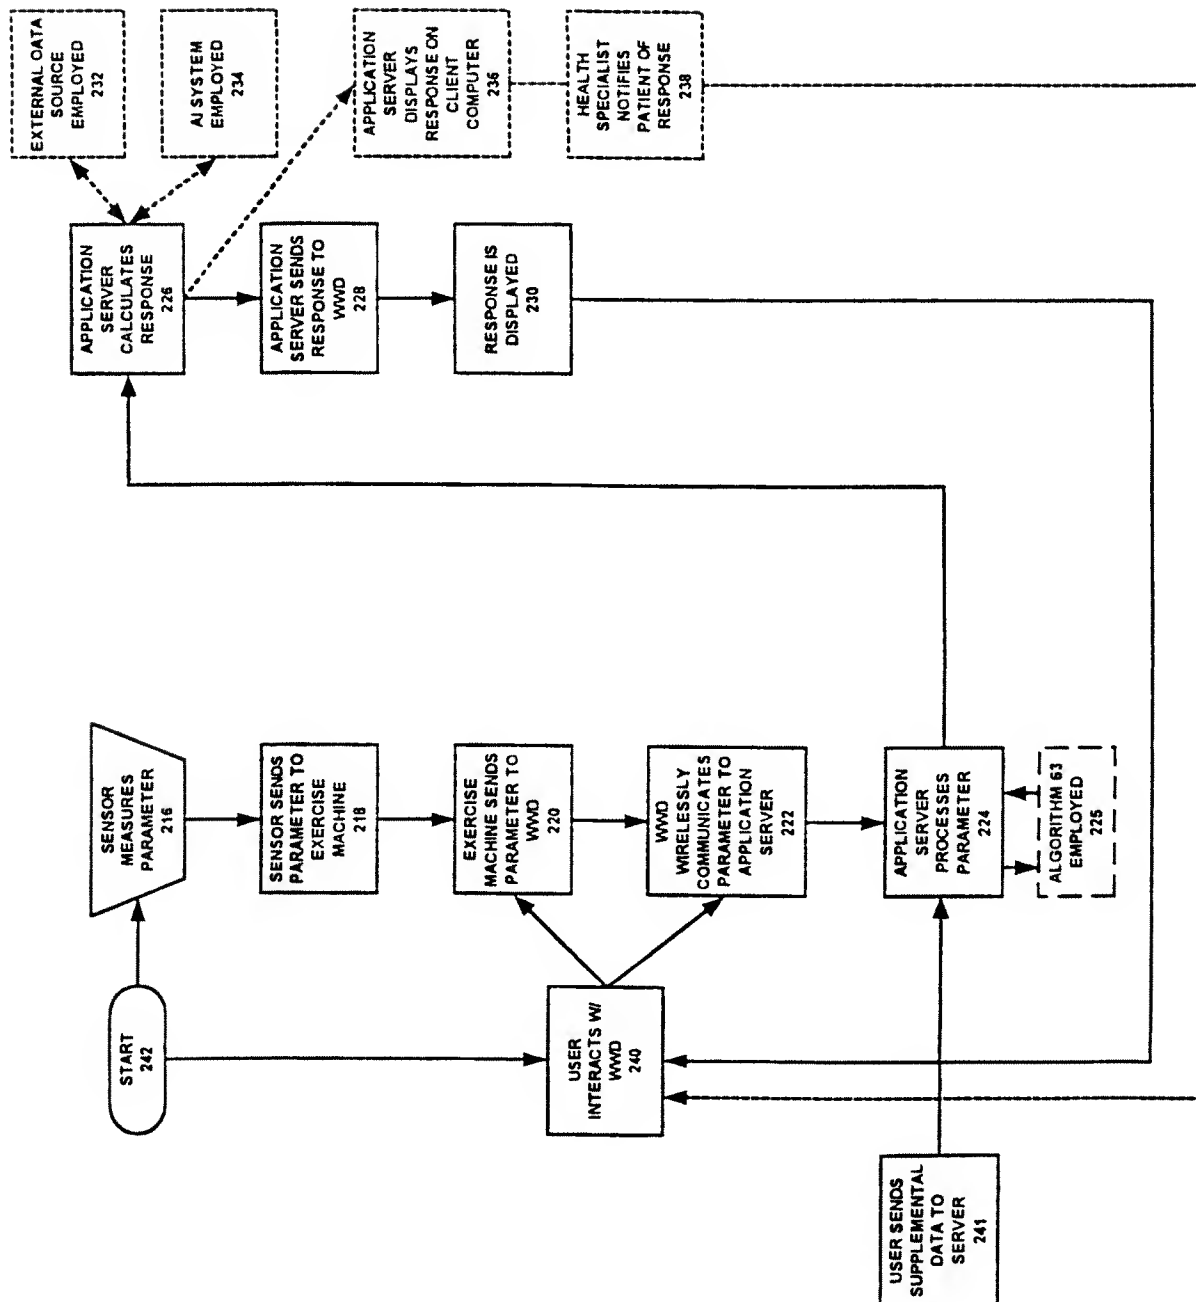 START
242
SENSOR
MEASURES
PARAMETER
216
SENSOR SENDS
PARAMETER TO
EXERCISE
MACHINE
218
USER
INTERACTS W/
WWD
240
EXERCISE
MACHINE SENDS
PARAMETER TO
WWD
220
WWD
WIRELESSLY
COMMUNICATES
PARAMETER TO
APPLICATION
SERVER
222
USER SENDS
SUPPLEMENTAL
DATA TO
SERVER
241
APPLICATION
SERVER
PROCESSES
PARAMETER
224
ALGORITHM 63
EMPLOYED
225
APPLICATION
SERVER
CALCULATES
RESPONSE
226
APPLICATION
SERVER SENDS
RESPONSE TO
WWD
228
RESPONSE IS
DISPLAYED
230
EXTERNAL DATA
SOURCE
EMPLOYED
232
AI SYSTEM
EMPLOYED
234
APPLICATION
SERVER
DISPLAYS
RESPONSE ON
CLIENT
COMPUTER
236
HEALTH
SPECIALIST
NOTIFIES
PATIENT OF
RESPONSE
238